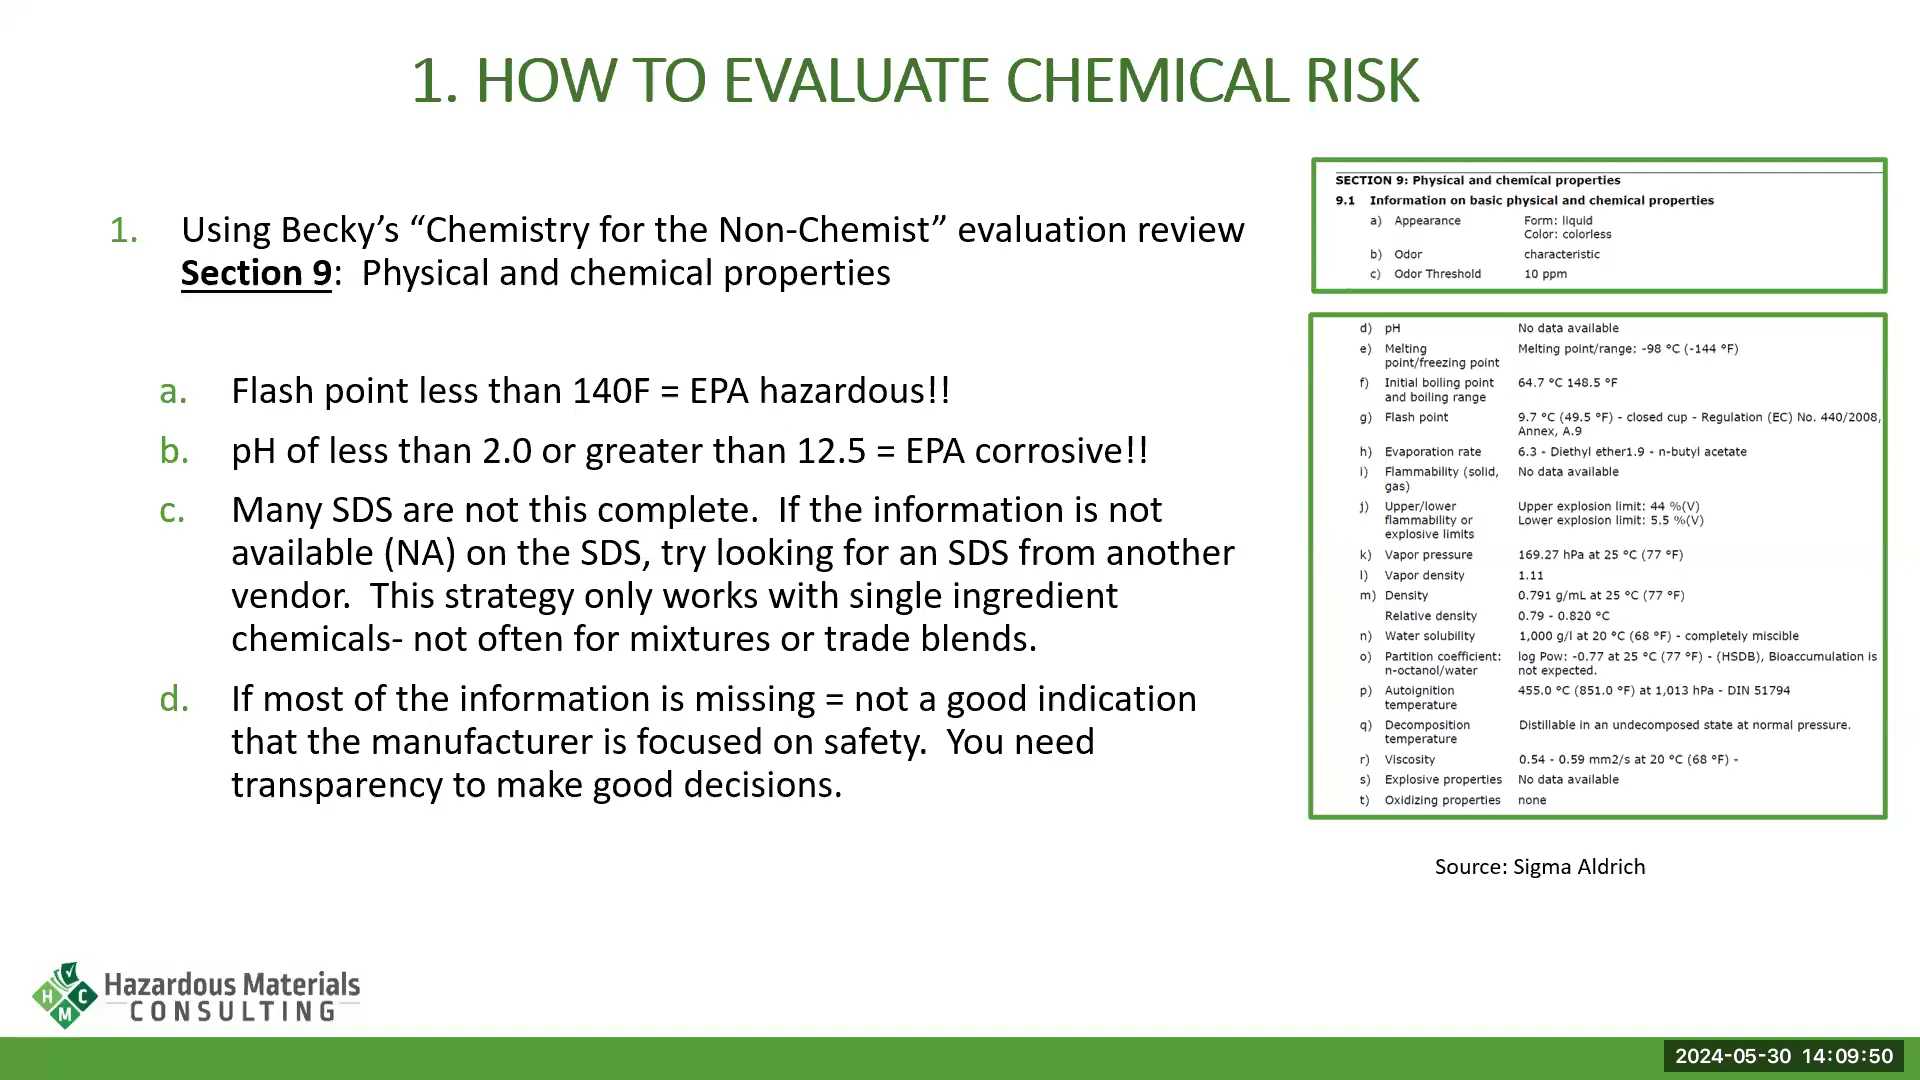 1. HOW TO EVALUATE CHEMICAL RISK
1. Using Becky’s “Chemistry for the Non-Chemist” evaluation review
Section 9:  Physical and chemical properties
a. Flash point less than 140F = EPA hazardous!!
b. pH of less than 2.0 or greater than 12.5 = EPA corrosive!!
c. Many SDS are not this complete.  If the information is not
available (NA) on the SDS, try looking for an SDS from another
vendor.  This strategy only works with single ingredient
chemicals- not often for mixtures or trade blends.
d. If most of the information is missing = not a good indication
that the manufacturer is focused on safety.  You need
transparency to make good decisions.
SECTION 9: Physical and chemical properties
9.1 Information on basic physical and chemical properties
a) Appearance Form: liquid
Color: colorless
b) Odor characteristic
c) Odor Threshold 10 ppm
d) pH No data available
e) Melting Melting point/range: -98 °C (-144 °F)
point/freezing point
f) Initial boiling point 64.7 °C 148.5 °F
and boiling range
g) Flash point 9.7 °C (49.5 °F) - closed cup - Regulation (EC) No. 440/2008,
Annex, A.9
h) Evaporation rate 6.3 - Diethyl ether1.9 - n-butyl acetate
i) Flammability (solid, No data available
gas)
j) Upper/lower Upper explosion limit: 44 %(V)
flammability or Lower explosion limit: 5.5 %(V)
explosive limits
k) Vapor pressure 169.27 hPa at 25 °C (77 °F)
l) Vapor density 1.11
m) Density 0.791 g/mL at 25 °C (77 °F)
Relative density 0.79 - 0.820 °C
n) Water solubility 1,000 g/l at 20 °C (68 °F) - completely miscible
o) Partition coefficient: log Pow: -0.77 at 25 °C (77 °F) - (HSDB), Bioaccumulation is
n-octanol/water not expected.
p) Autoignition 455.0 °C (851.0 °F) at 1,013 hPa - DIN 51794
temperature
q) Decomposition Distillable in an undecomposed state at normal pressure.
temperature
r) Viscosity 0.54 - 0.59 mm2/s at 20 °C (68 °F) -
s) Explosive properties No data available
t) Oxidizing properties none
Source: Sigma Aldrich
H C M
Hazardous Materials
CONSULTING
2024-05-30 14:09:50